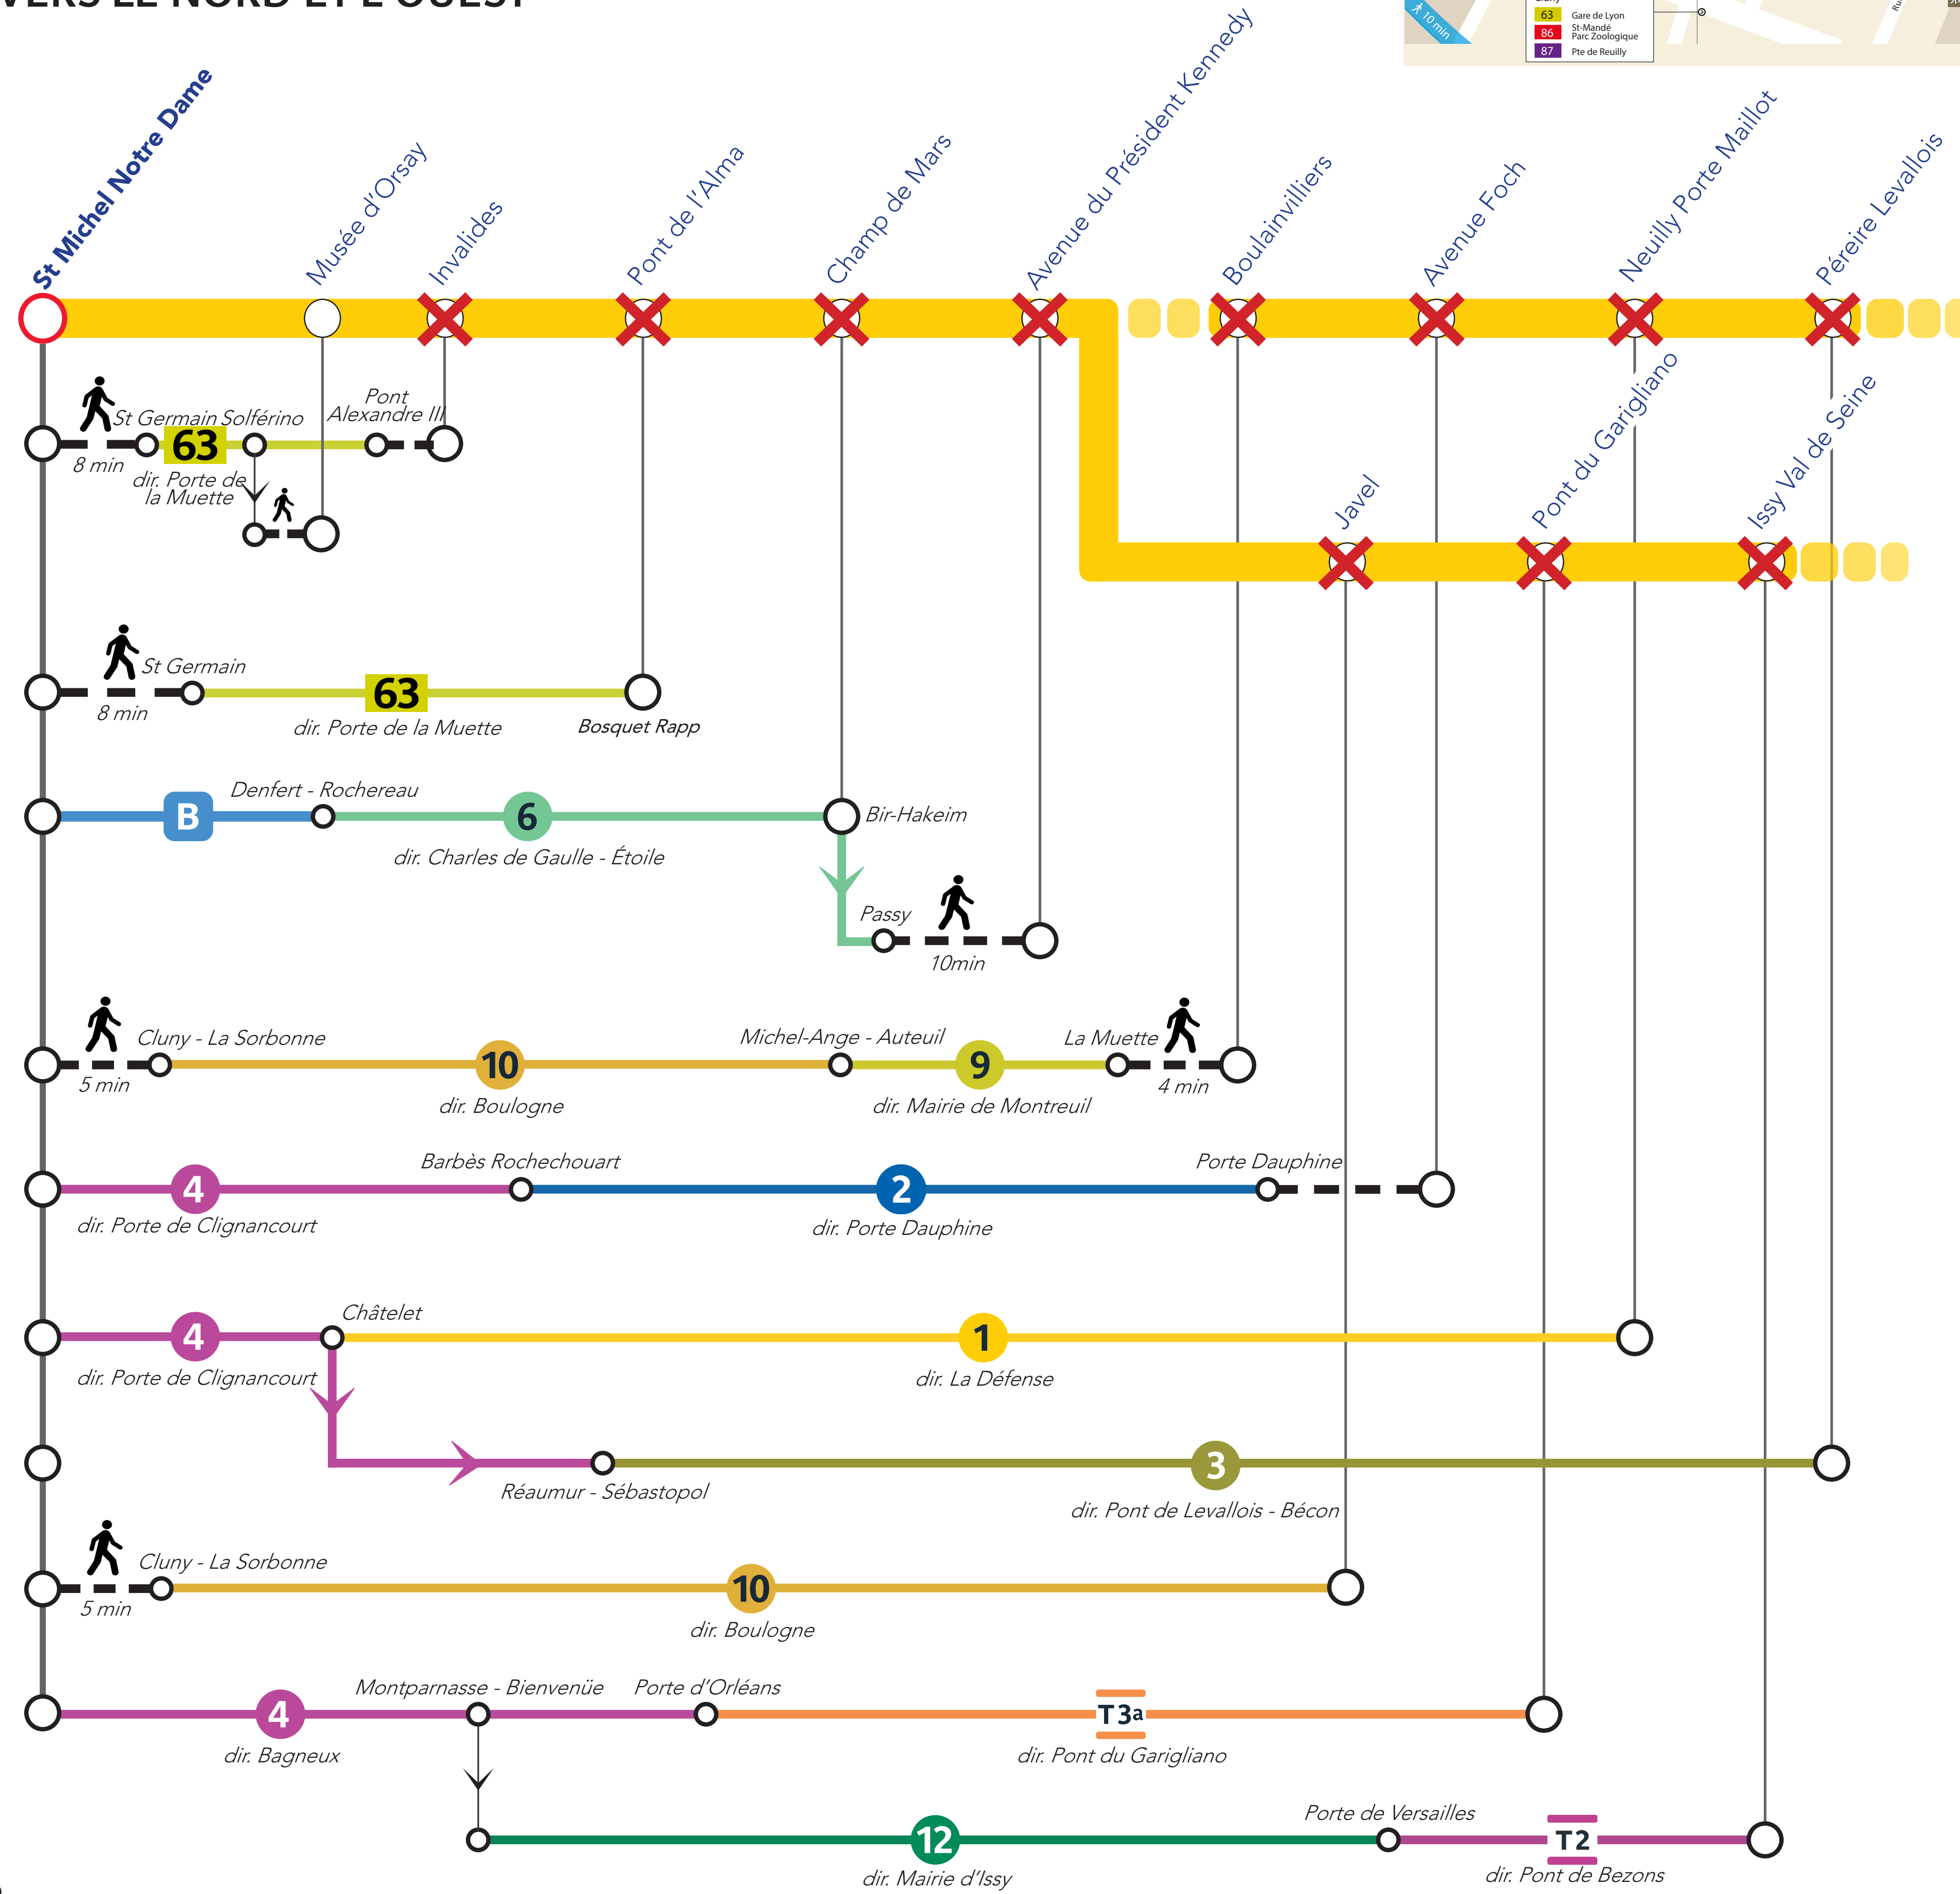 VERS LE NORD ET L'OUEST
10 min
63 Gare de Lyon
86 St-Mandé
Parc Zoologique
87 Pte de Reuilly
St Michel Notre Dame
Musée d'Orsay
Invalides
Pont de l'Alma
Champ de Mars
Avenue du Président Kennedy
Boulainvilliers
Avenue Foch
Neuilly Porte Maillot
Péreire Levallois
Javel
Pont du Garigliano
Issy Val de Seine
St Germain
Solférino
Pont
Alexandre III
63
8 min
dir. Porte de
la Muette
St Germain
63
8 min
dir. Porte de la Muette
Bosquet Rapp
Denfert - Rochereau
B
6
Bir-Hakeim
dir. Charles de Gaulle - Étoile
Passy
10min
Cluny - La Sorbonne
Michel-Ange - Auteuil
La Muette
10
9
5 min
4 min
dir. Boulogne
dir. Mairie de Montreuil
Barbès Rochechouart
Porte Dauphine
4
2
dir. Porte de Clignancourt
dir. Porte Dauphine
Châtelet
4
1
dir. Porte de Clignancourt
dir. La Défense
3
Réaumur - Sébastopol
dir. Pont de Levallois - Bécon
Cluny - La Sorbonne
10
5 min
dir. Boulogne
Montparnasse - Bienvenüe
Porte d'Orléans
4
T3a
dir. Bagneux
dir. Pont du Garigliano
Porte de Versailles
12
T2
dir. Mairie d'Issy
dir. Pont de Bezons